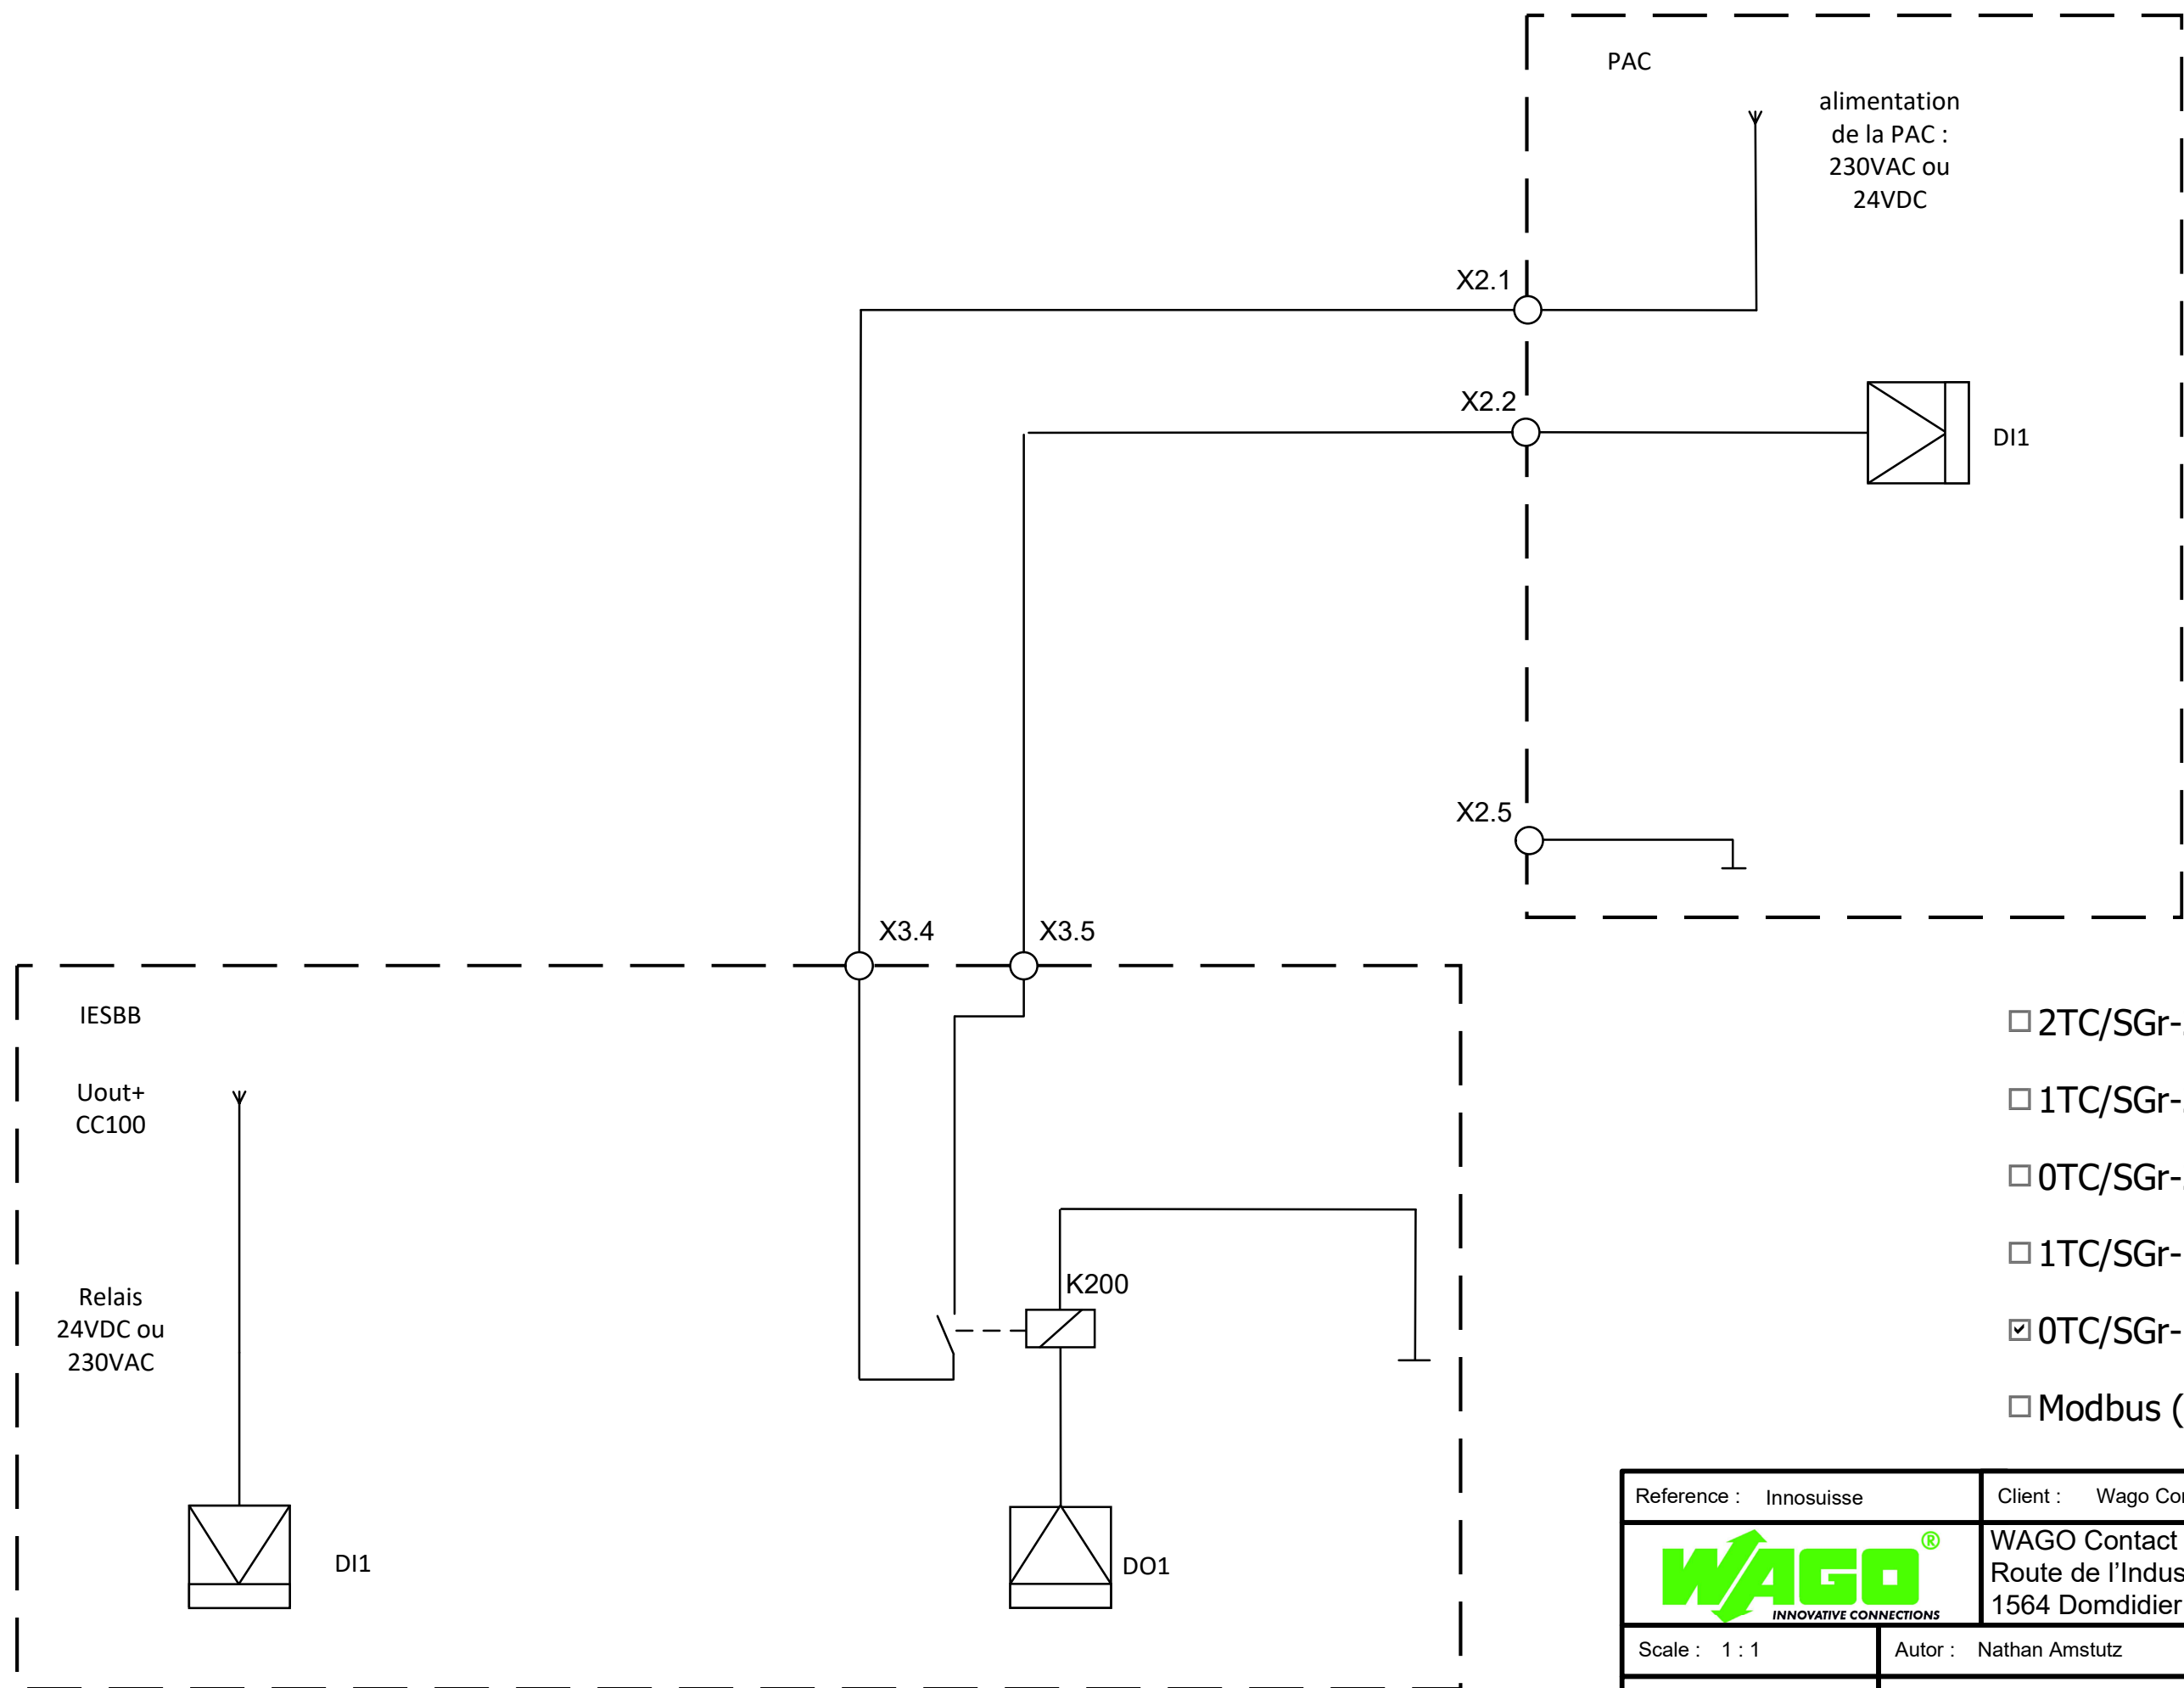 PAC
alimentation
de la PAC :
230VAC ou
24VDC
X2.1
X2.2
DI1
X2.5
X3.4
X3.5
IESBB
Uout+
CC100
Relais
24VDC ou
230VAC
K200
DI1
DO1
2TC/SGr-
1TC/SGr-
0TC/SGr-
1TC/SGr-
0TC/SGr-
Modbus (
Reference : Innosuisse
Client : Wago Con
WAGO®
INNOVATIVE CONNECTIONS
WAGO Contact
Route de l'Indus
1564 Domdidier
Scale : 1 : 1
Autor : Nathan Amstutz